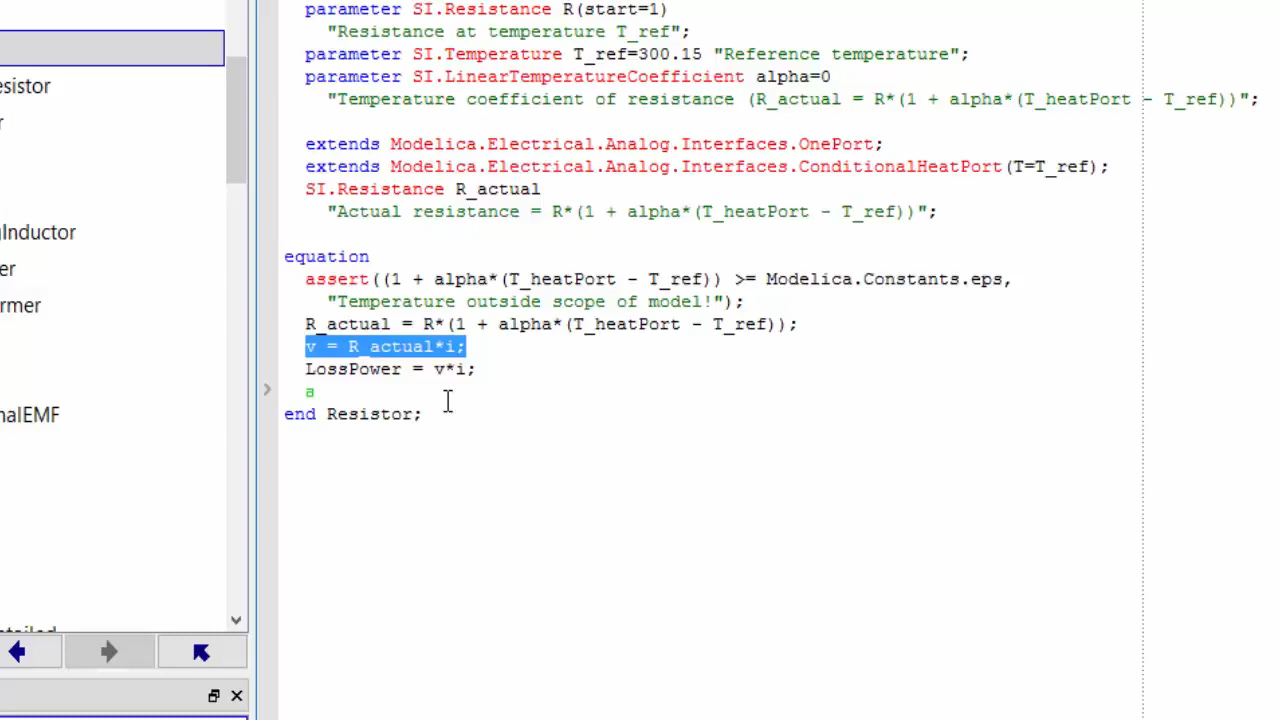 parameter SI.Resistance R(start=1)
"Resistance at temperature T_ref";
parameter SI.Temperature T_ref=300.15 "Reference temperature";
parameter SI.LinearTemperatureCoefficient alpha=0
"Temperature coefficient of resistance (R_actual = R*(1 + alpha*(T_heatPort - T_ref))";
extends Modelica.Electrical.Analog.Interfaces.OnePort;
extends Modelica.Electrical.Analog.Interfaces.ConditionalHeatPort(T=T_ref);
SI.Resistance R_actual
"Actual resistance = R*(1 + alpha*(T_heatPort - T_ref))";
equation
assert((1 + alpha*(T_heatPort - T_ref)) >= Modelica.Constants.eps,
"Temperature outside scope of model!");
R_actual = R*(1 + alpha*(T_heatPort - T_ref));
v = R_actual*i;
LossPower = v*i;
a
end Resistor;
esistor
r
gInductor
er
rmer
nalEMF